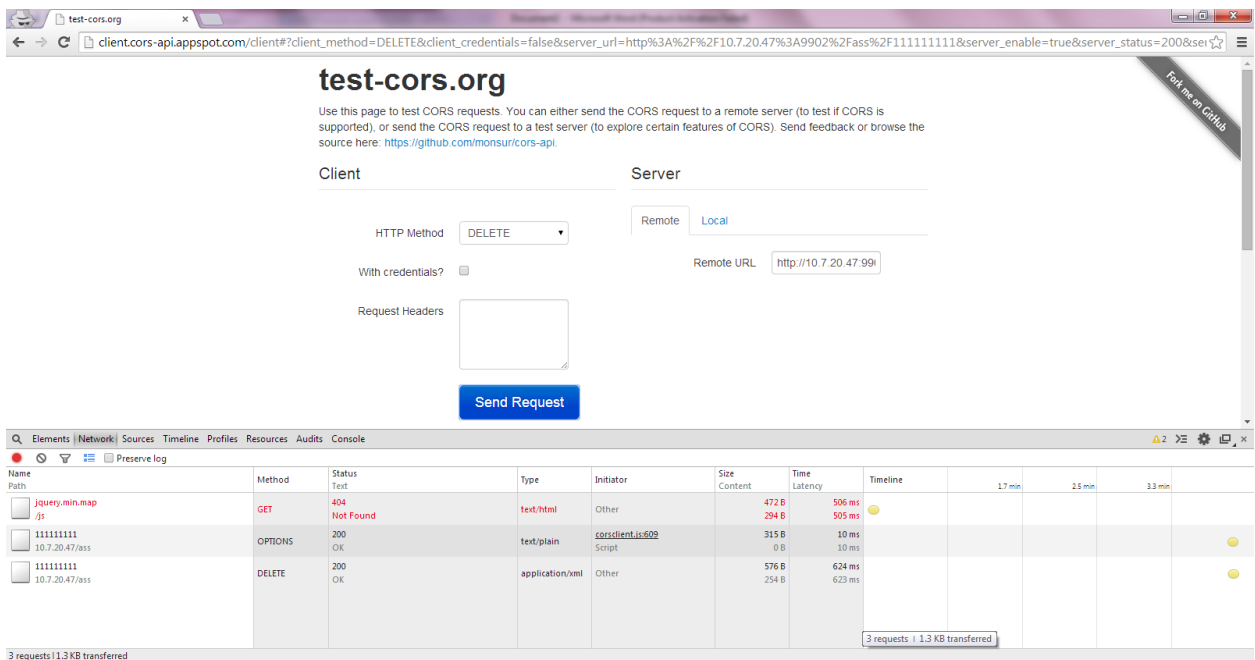 test-cors.org
client.cors-api.appspot.com/client#?client_method=DELETE&client_credentials=false&server_url=http%3A%2F%2F10.7.20.47%3A9902%2Fass%2F111111111&server_enable=true&server_status=200&ser
test-cors.org
Fork me on GitHub
Use this page to test CORS requests. You can either send the CORS request to a remote server (to test if CORS is
supported), or send the CORS request to a test server (to explore certain features of CORS). Send feedback or browse the
source here: https://github.com/monsur/cors-api.
Client
Server
Remote Local
HTTP Method DELETE
Remote URL http://10.7.20.47:990
With credentials?
Request Headers
Send Request
Elements Network Sources Timeline Profiles Resources Audits Console 2
Preserve log
Name Method Status Type Initiator Size Time Timeline 1.7 min 2.5 min 3.3 min
Path Text Content Latency
jquery.min.map GET 404 text/html Other 472 B 506 ms
/js Not Found 294 B 505 ms
111111111 OPTIONS 200 text/plain corsclient.js:609 315 B 10 ms
10.7.20.47/ass OK Script 0 B 10 ms
111111111 DELETE 200 application/xml Other 576 B 624 ms
10.7.20.47/ass OK 254 B 623 ms
3 requests | 1.3 KB transferred
3 requests | 1.3 KB transferred